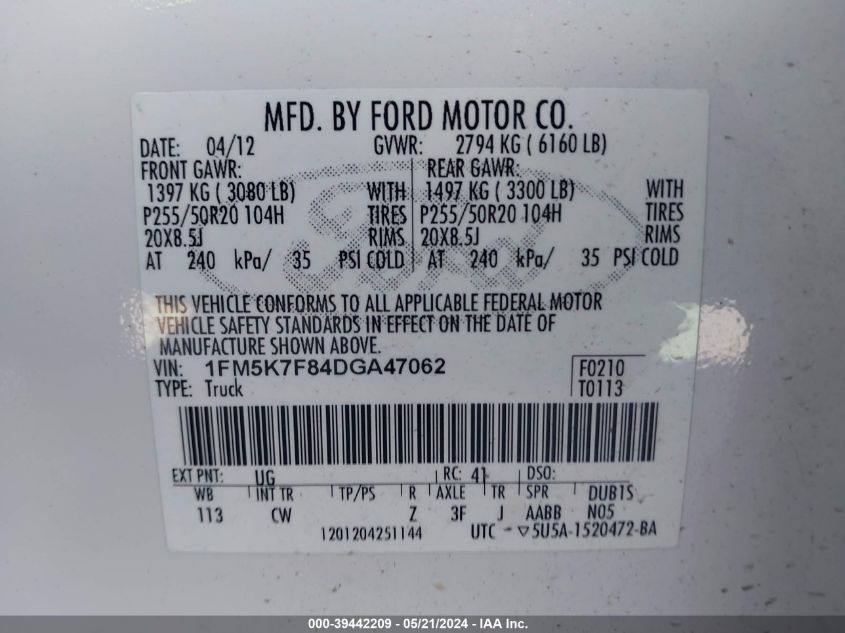 MFD. BY FORD MOTOR CO.
DATE: 04/12 GVWR: 2794 KG ( 6160 LB)
FRONT GAWR: REAR GAWR:
1397 KG ( 3080 LB) WITH 1497 KG ( 3300 LB) WITH
P255/50R20 104H TIRES P255/50R20 104H TIRES
20X8.5J RIMS 20X8.5J RIMS
AT 240 kPa/ 35 PSI COLD AT 240 kPa/ 35 PSI COLD
Ford
THIS VEHICLE CONFORMS TO ALL APPLICABLE FEDERAL MOTOR
VEHICLE SAFETY STANDARDS IN EFFECT ON THE DATE OF
MANUFACTURE SHOWN ABOVE.
VIN: 1FM5K7F84DGA47062 F0210
TYPE: Truck T0113
EXT PNT: UG RC: 41 DSO:
WB INT TR TP/PS R AXLE TR SPR DUB1S
113 CW Z 3F J AABB N05
1201204251144 UTC ▽5U5A-1520472-BA
000-39442209 - 05/21/2024 - IAA Inc.